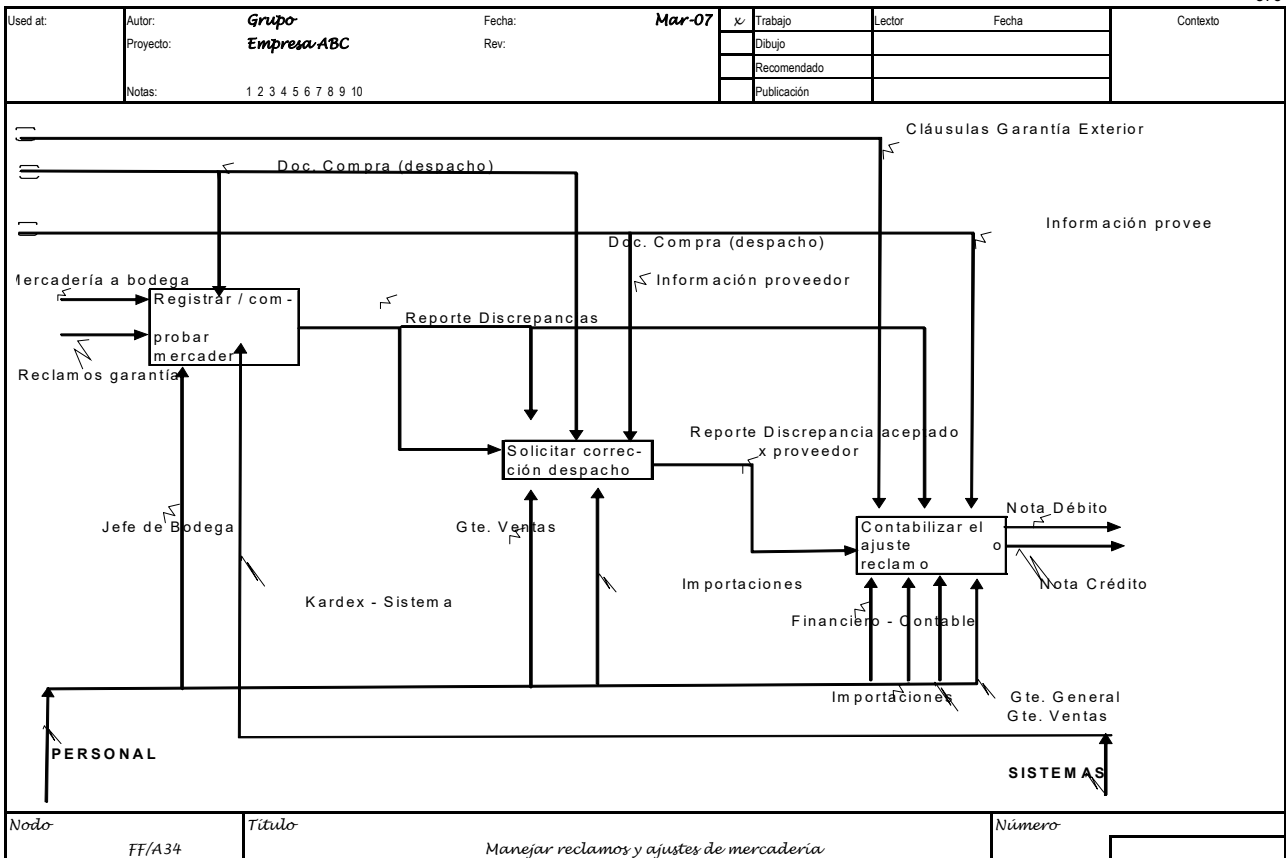 Used at:
Autor: Grupo Fecha: Mar-07 x Trabajo Lector Fecha Contexto
Proyecto: Empresa ABC Rev: Dibujo
Recomendado
Notas: 1 2 3 4 5 6 7 8 9 10 Publicación
Cláusulas Garantía Exterior
Doc. Compra (despacho)
Información provee
Doc. Compra (despacho)
Mercadería a bodega
Información proveedor
Registrar / com-
probar
mercader
Reporte Discrepancias
Reclamos garantía
Reporte Discrepancia aceptado
x proveedor
Solicitar correc-
ción despacho
Jefe de Bodega
Gte. Ventas
Nota Débito
Contabilizar el
ajuste o
reclamo
Importaciones
Nota Crédito
Kardex - Sistema
Financiero - Contable
Importaciones
Gte. General
Gte. Ventas
PERSONAL
SISTEMAS
Nodo Título Número
FF/A34 Manejar reclamos y ajustes de mercadería